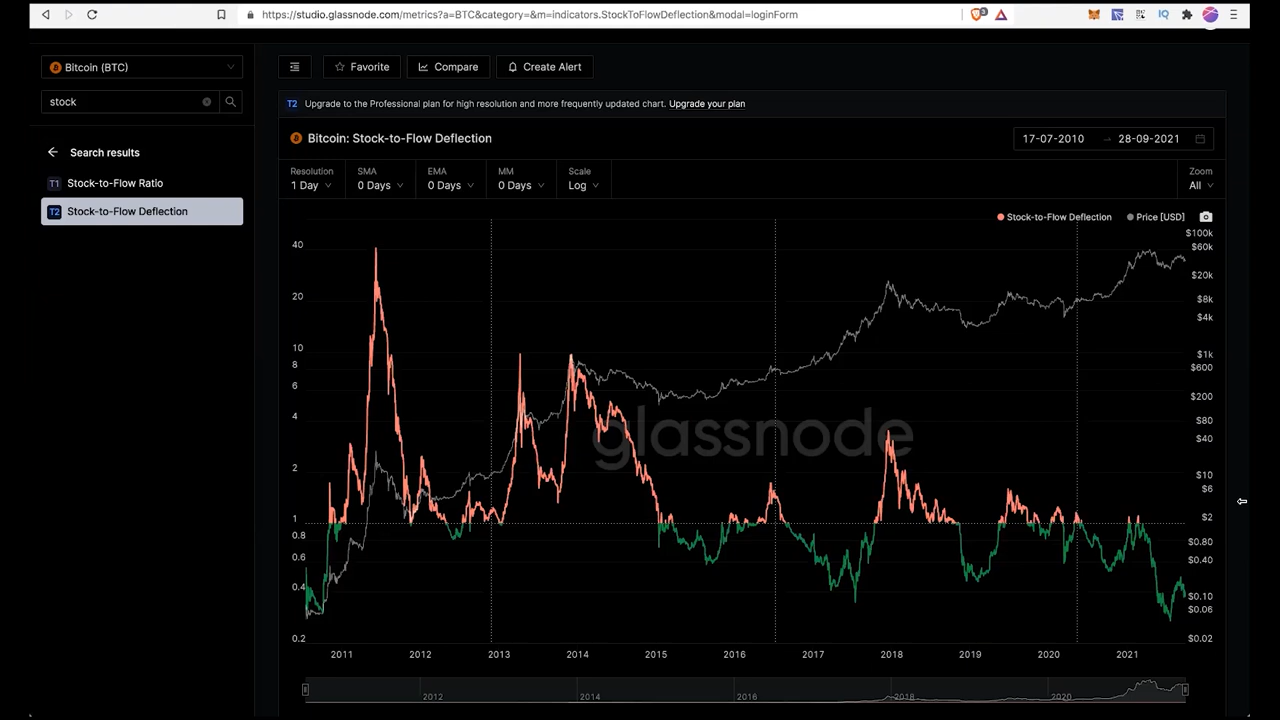 https://studio.glassnode.com/metrics?a=BTC&category=&m=indicators.StockToFlowDeflection&modal=loginForm
3
Bitcoin (BTC)
stock
Search results
T1 Stock-to-Flow Ratio
T2 Stock-to-Flow Deflection
Favorite Compare Create Alert
T2 Upgrade to the Professional plan for high resolution and more frequently updated chart. Upgrade your plan
Bitcoin: Stock-to-Flow Deflection
17-07-2010 → 28-09-2021
Resolution SMA EMA MM Scale Zoom
1 Day 0 Days 0 Days 0 Days Log All
Stock-to-Flow Deflection Price [USD]
40
20
10
8
6
4
2
1
0.8
0.6
0.4
0.2
$100k
$60k
$20k
$8k
$4k
$1k
$600
$200
$80
$40
$10
$6
$2
$0.80
$0.40
$0.10
$0.06
$0.02
glassnode
2011 2012 2013 2014 2015 2016 2017 2018 2019 2020 2021
2012 2014 2016 2018 2020